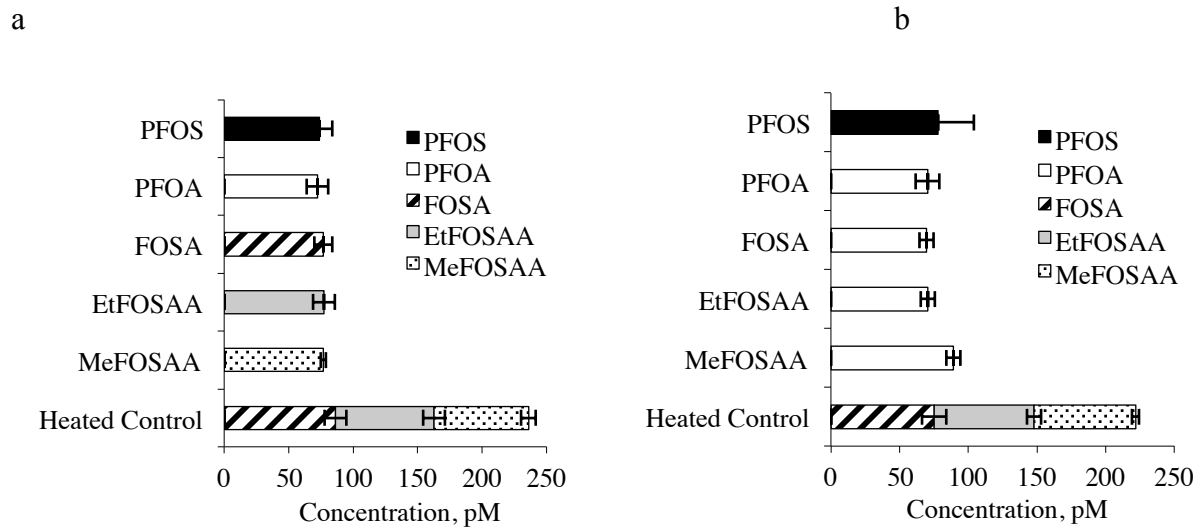 a
PFOS
PFOA
FOSA
EtFOSAA
MeFOSAA
Heated Control
0 50 100 150 200 250
Concentration, pM
PFOS
PFOA
FOSA
EtFOSAA
MeFOSAA
b
PFOS
PFOA
FOSA
EtFOSAA
MeFOSAA
Heated Control
0 50 100 150 200 250
Concentration, pM
PFOS
PFOA
FOSA
EtFOSAA
MeFOSAA